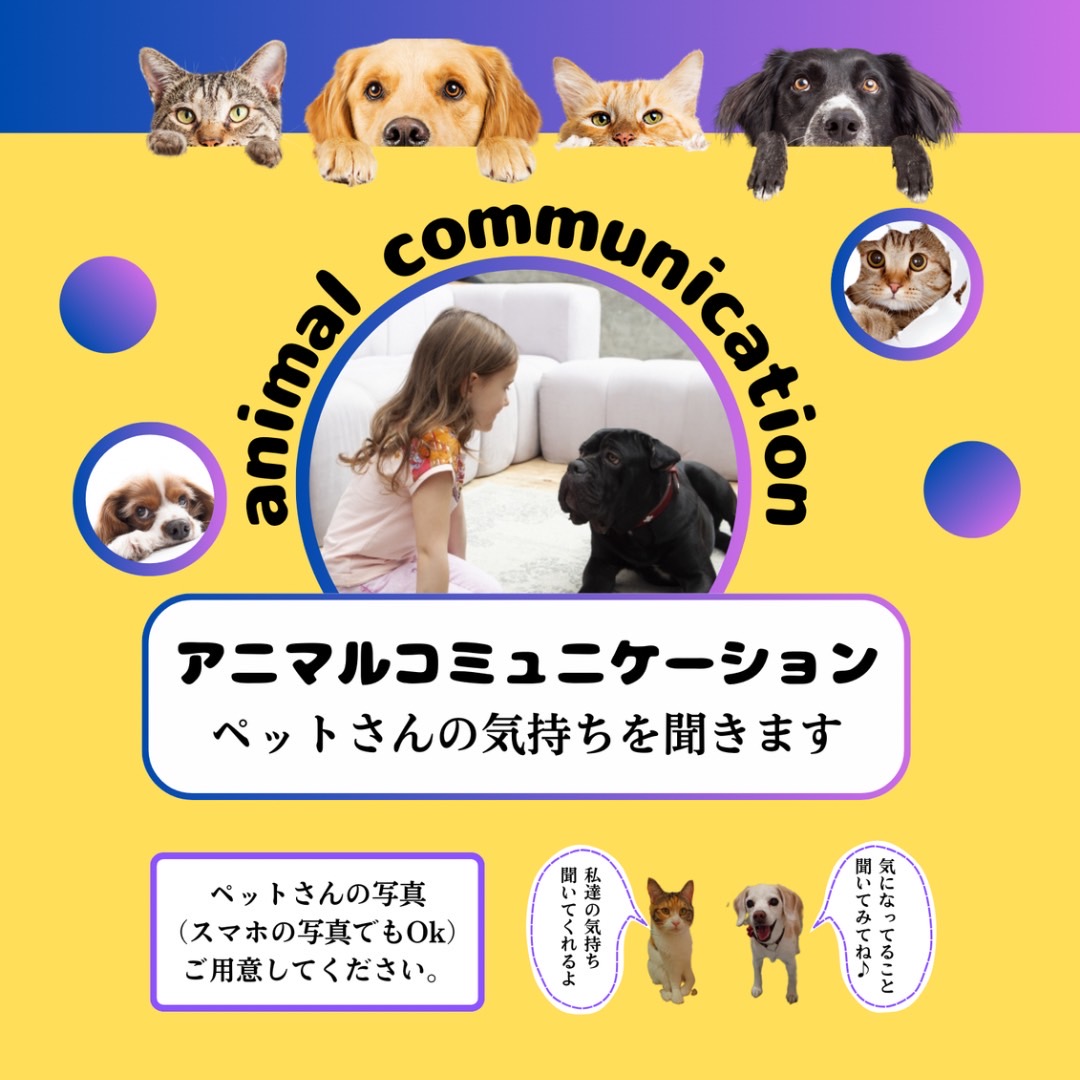 animal communication
アニマルコミュニケーション
ペットさんの気持ちを聞きます
ペットさんの写真
（スマホの写真でもOk）
ご用意してください。
私達の気持ち
聞いてくれるよ
気になってること
聞いてみてね♪